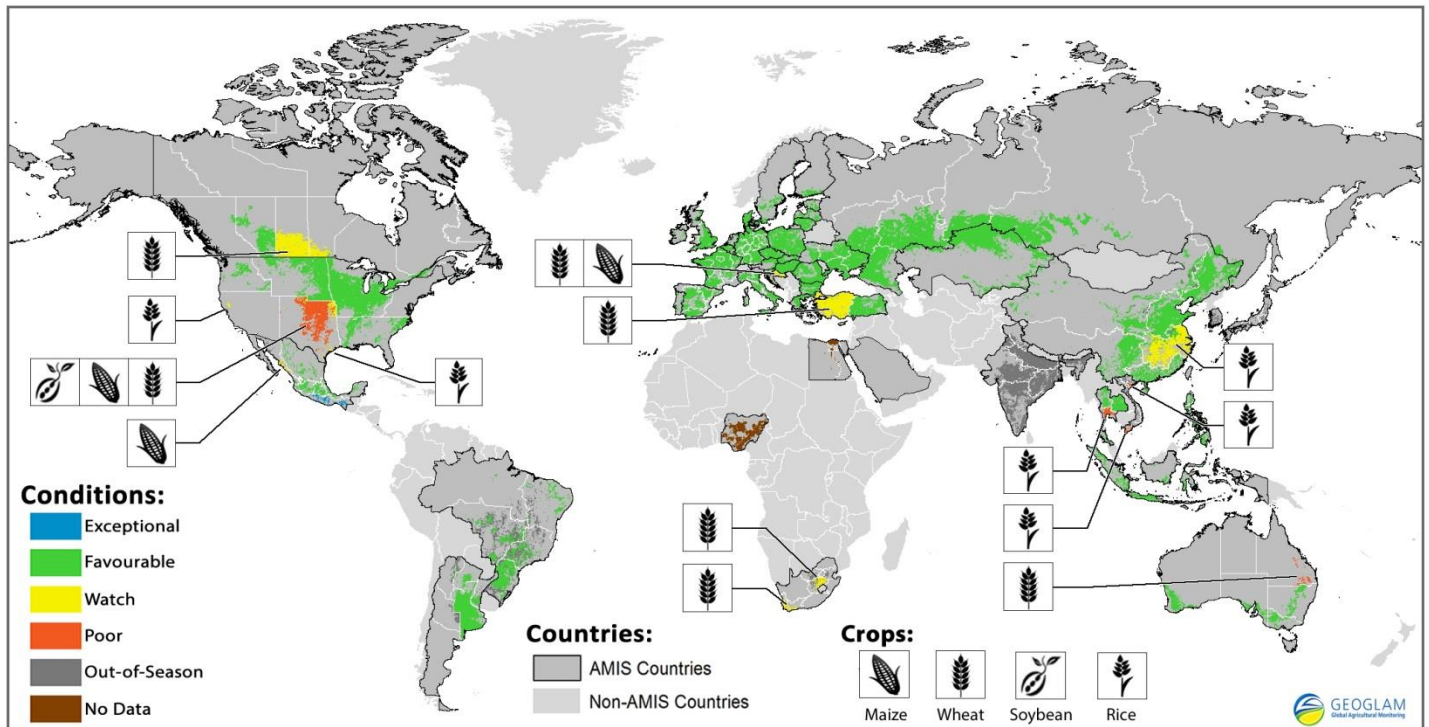 Conditions:
Exceptional
Favourable
Watch
Poor
Out-of-Season
No Data
Countries:
AMIS Countries
Non-AMIS Countries
Crops:
Maize
Wheat
Soybean
Rice
GEOGLAM
Global Agricultural Monitoring